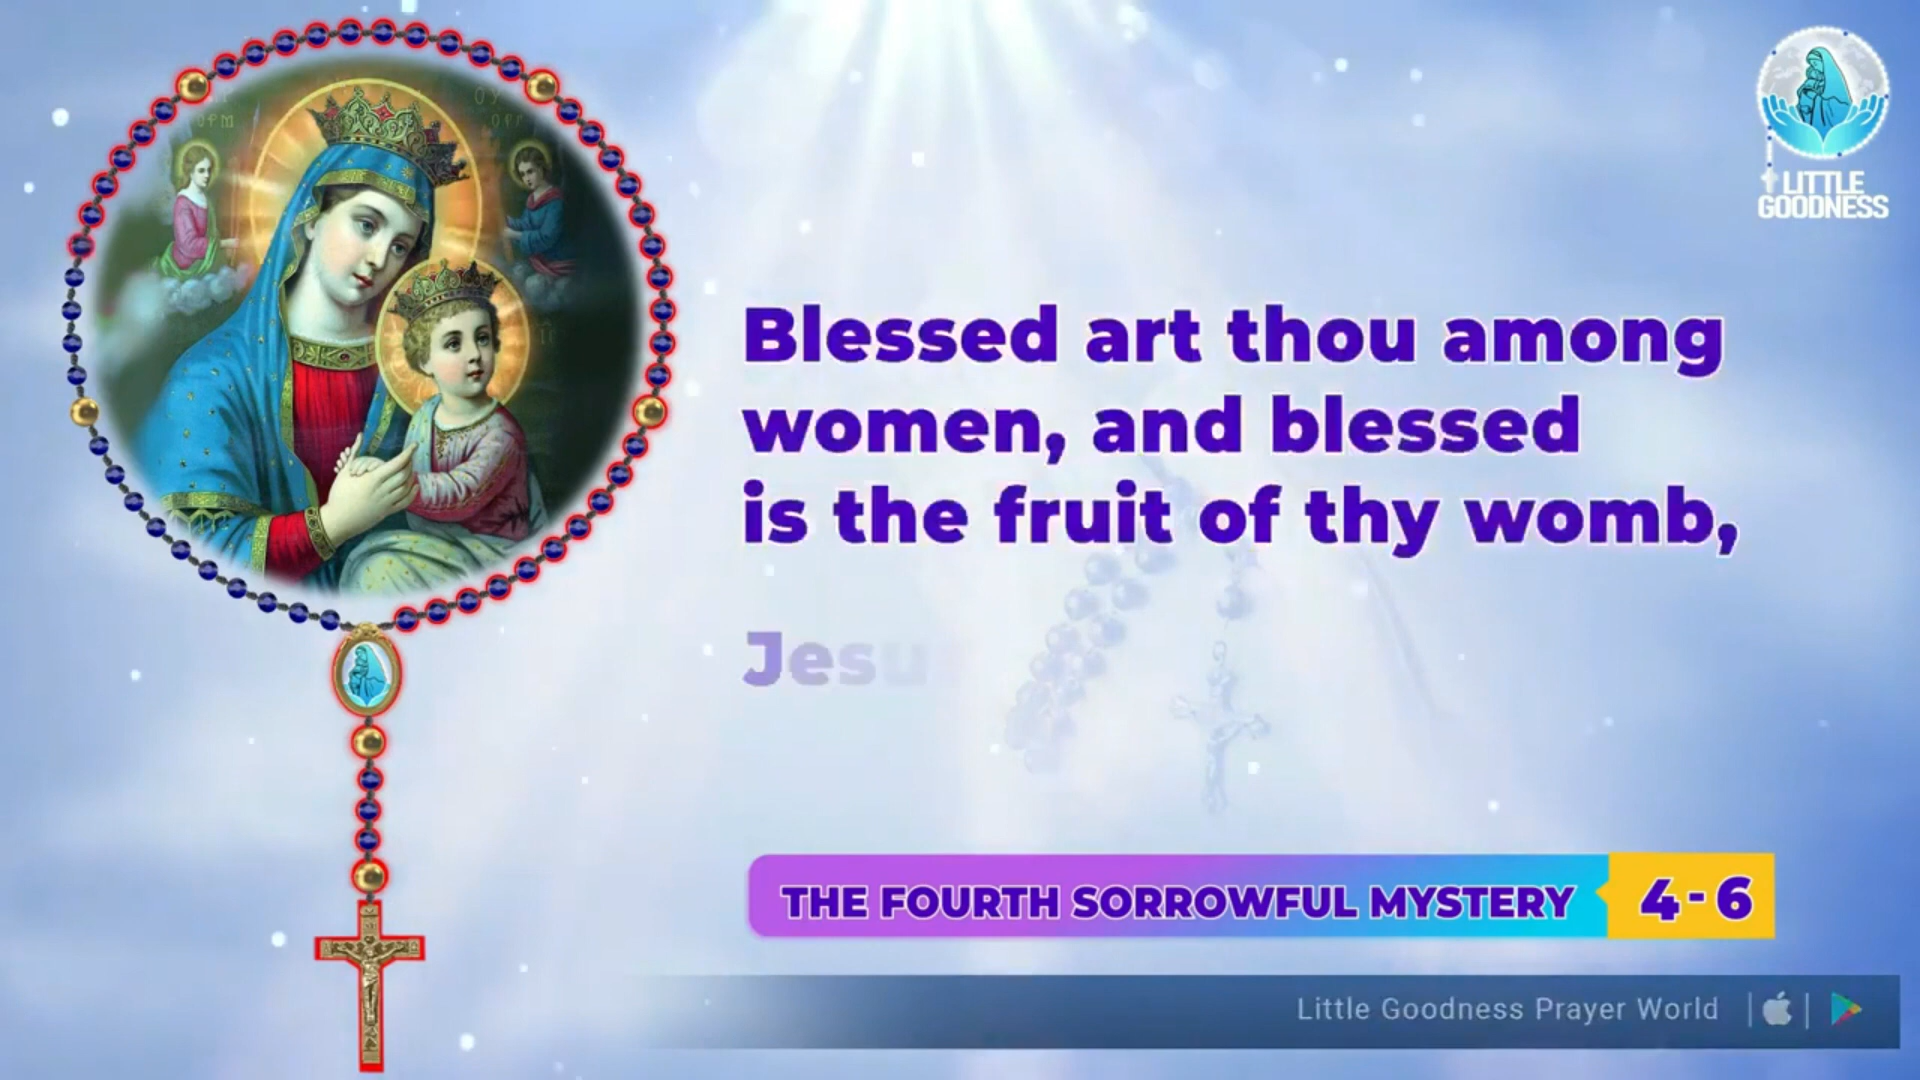 LITTLE
GOODNESS
Blessed art thou among
women, and blessed
is the fruit of thy womb,
Jesus
THE FOURTH SORROWFUL MYSTERY 4-6
Little Goodness Prayer World